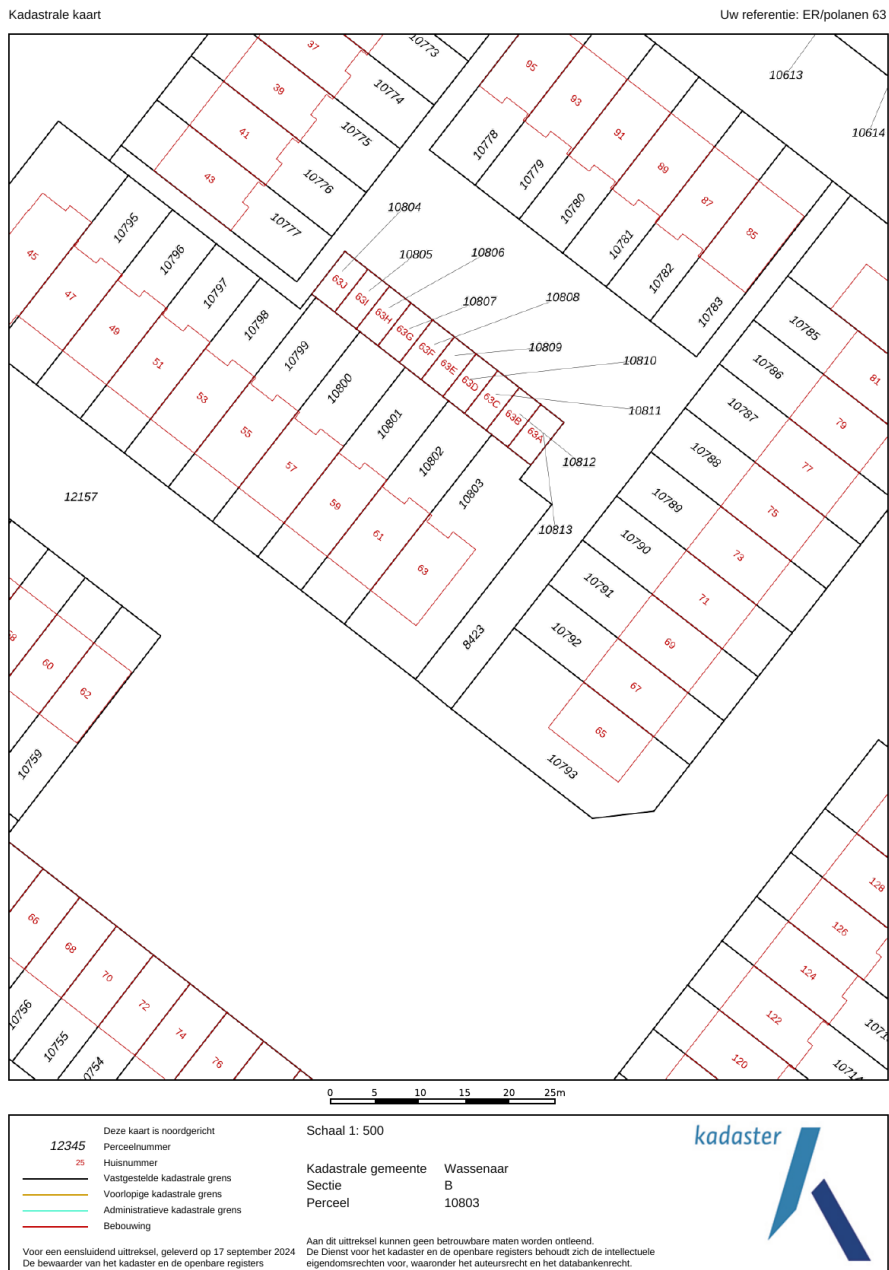 Kadastrale kaart
Uw referentie: ER/polanen 63
37
10773
39
10774
41
10775
43
10776
10777
95
10778
93
10779
91
10780
89
10781
87
10782
85
10783
10613
10614
10804
10805
10806
10807
10808
10809
10810
10811
10812
10813
63J
63I
63H
63G
63F
63E
63D
63C
63B
63A
45
10795
47
10796
49
10797
51
10798
53
10799
55
10800
57
10801
59
10802
61
10803
63
8423
12157
10785
81
10786
79
10787
77
10788
75
10789
73
10790
71
10791
69
10792
67
65
10793
60
62
10759
66
68
70
72
74
76
10756
10755
128
126
124
122
120
10714
0 5 10 15 20 25m
Deze kaart is noordgericht
12345 Perceelnummer
25 Huisnummer
Vastgestelde kadastrale grens
Voorlopige kadastrale grens
Administratieve kadastrale grens
Bebouwing
Voor een eensluidend uittreksel, geleverd op 17 september 2024
De bewaarder van het kadaster en de openbare registers
Schaal 1: 500
Kadastrale gemeente Wassenaar
Sectie B
Perceel 10803
Aan dit uittreksel kunnen geen betrouwbare maten worden ontleend.
De Dienst voor het kadaster en de openbare registers behoudt zich de intellectuele
eigendomsrechten voor, waaronder het auteursrecht en het databankenrecht.
kadaster